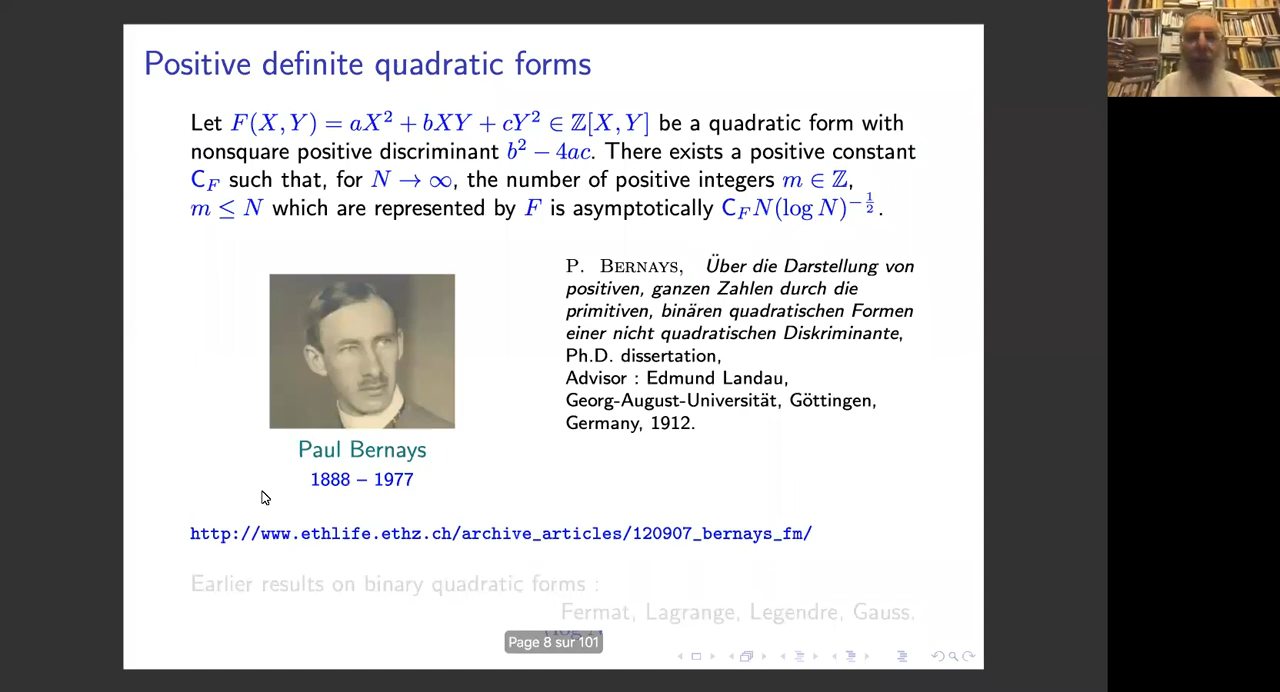 Positive definite quadratic forms
Let F(X, Y) = aX² + bXY + cY² ∈ ℤ[X, Y] be a quadratic form with
nonsquare positive discriminant b² − 4ac. There exists a positive constant
C_F such that, for N → ∞, the number of positive integers m ∈ ℤ,
m ≤ N which are represented by F is asymptotically C_F N(log N)^{−1/2}.
P. Bernays, Über die Darstellung von
positiven, ganzen Zahlen durch die
primitiven, binären quadratischen Formen
einer nicht quadratischen Diskriminante,
Ph.D. dissertation,
Advisor : Edmund Landau,
Georg-August-Universität, Göttingen,
Germany, 1912.
Paul Bernays
1888 – 1977
http://www.ethlife.ethz.ch/archive_articles/120907_bernays_fm/
Earlier results on binary quadratic forms :
Fermat, Lagrange, Legendre, Gauss.
Page 8 sur 101